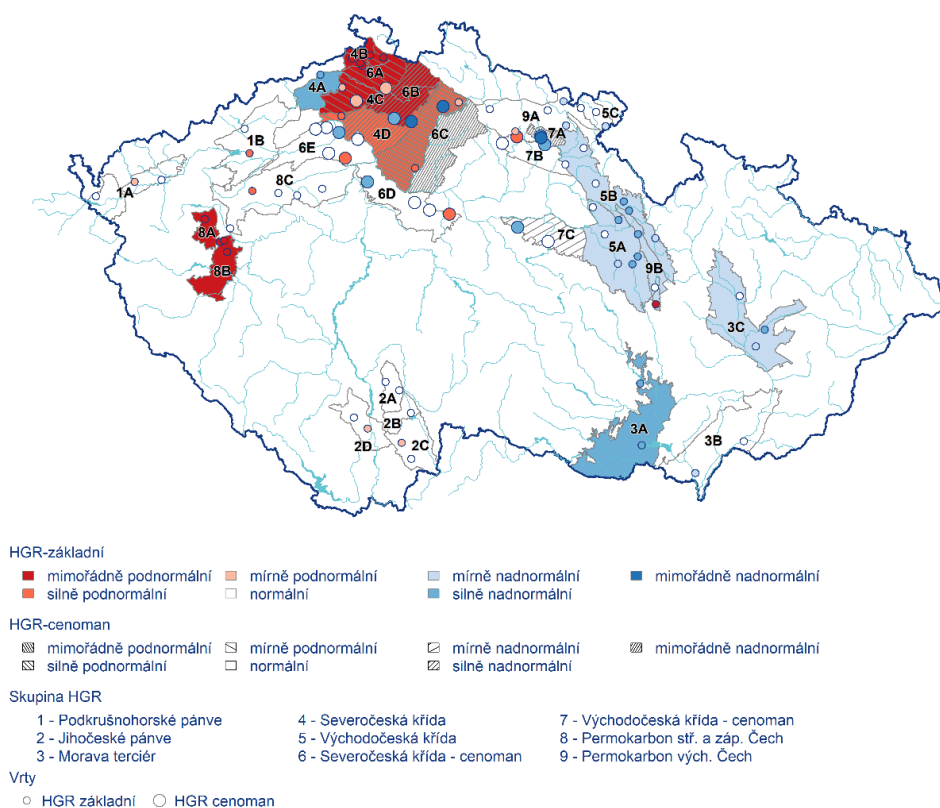 4B
6A
4A
4C
6B
9A
5C
4D
6C
7A
1B
6E
7B
1A
8C
6D
5B
8A
7C
5A
8B
9B
3C
2A
2B
3A
2D
2C
3B
HGR-základní
mimořádně podnormální mírně podnormální mírně nadnormální mimořádně nadnormální
silně podnormální normální silně nadnormální
HGR-cenoman
mimořádně podnormální mírně podnormální mírně nadnormální mimořádně nadnormální
silně podnormální normální silně nadnormální
Skupina HGR
1 - Podkrušnohorské pánve 4 - Severočeská křída 7 - Východočeská křída - cenoman
2 - Jihočeské pánve 5 - Východočeská křída 8 - Permokarbon stř. a záp. Čech
3 - Morava terciér 6 - Severočeská křída - cenoman 9 - Permokarbon vých. Čech
Vrty
HGR základní HGR cenoman